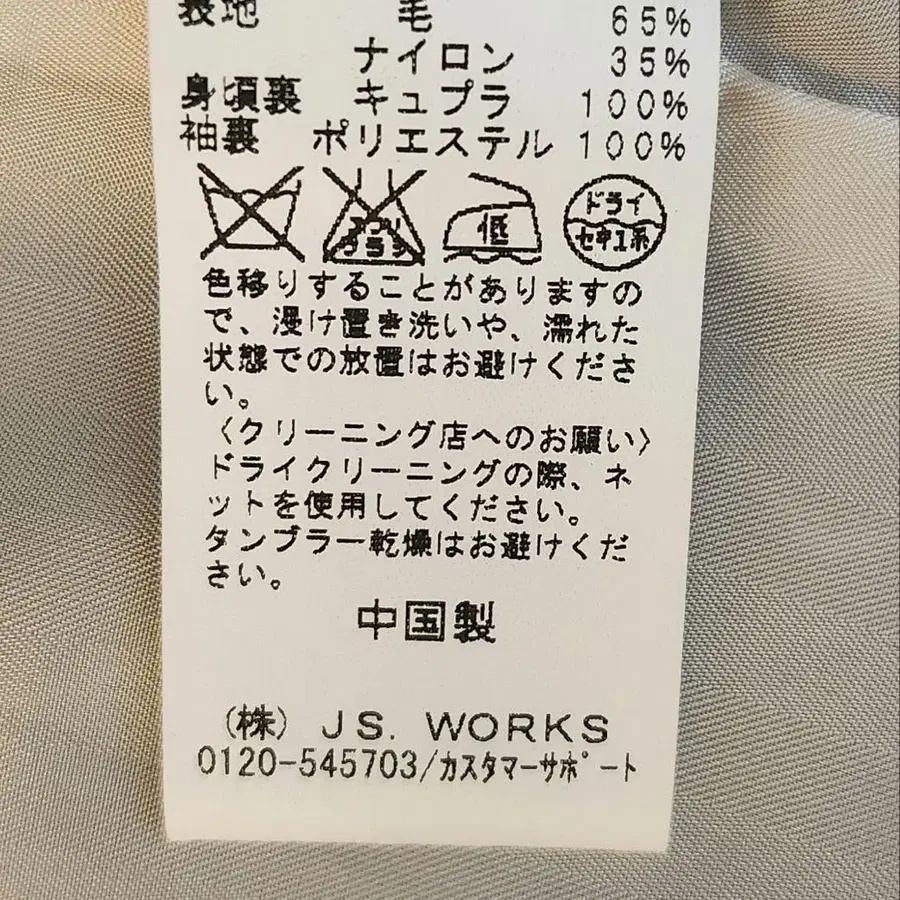 表地 毛 65%
ナイロン 35%
身頃裏 キュプラ 100%
袖裏 ポリエステル 100%
エンソ
サラシ 低 ドライ
セキユ系
色移りすることがありますの
で、浸け置き洗いや、濡れた
状態での放置はお避けくださ
い。
〈クリーニング店へのお願い〉
ドライクリーニングの際、ネ
ットを使用してください。
タンブラー乾燥はお避けくだ
さい。
中国製
(株) JS. WORKS
0120-545703/カスタマーサポート